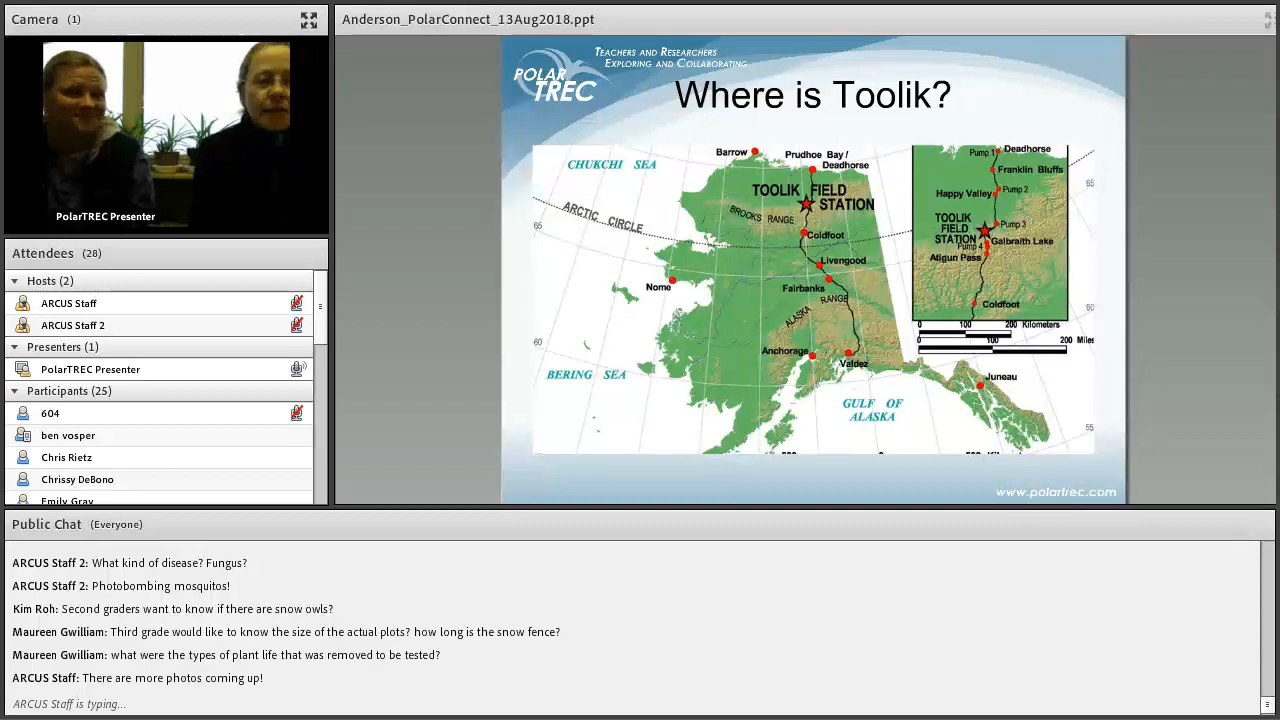 Camera (1)
PolarTREC Presenter
Attendees (28)
Hosts (2)
ARCUS Staff
ARCUS Staff 2
Presenters (1)
PolarTREC Presenter
Participants (25)
604
ben vosper
Chris Rietz
Chrissy DeBono
Emily Gray
Anderson_PolarConnect_13Aug2018.ppt
TEACHERS AND RESEARCHERS
EXPLORING AND COLLABORATING
POLAR
TREC
Where is Toolik?
CHUKCHI SEA
Barrow
Prudhoe Bay /
Deadhorse
TOOLIK FIELD
STATION
BROOKS RANGE
ARCTIC CIRCLE
65
Coldfoot
Livengood
Nome
Fairbanks
ALASKA RANGE
60
Anchorage
Valdez
BERING SEA
GULF OF
ALASKA
Juneau
Pump 1
Deadhorse
Franklin Bluffs
Happy Valley
Pump 2
TOOLIK
FIELD
STATION
Pump 3
Pump 4
Galbraith Lake
Atigun Pass
Coldfoot
0 100 200 Kilometers
0 100 200 Miles
65
60
55
www.polartrec.com
Public Chat (Everyone)
ARCUS Staff 2: What kind of disease? Fungus?
ARCUS Staff 2: Photobombing mosquitos!
Kim Roh: Second graders want to know if there are snow owls?
Maureen Gwilliam: Third grade would like to know the size of the actual plots? how long is the snow fence?
Maureen Gwilliam: what were the types of plant life that was removed to be tested?
ARCUS Staff: There are more photos coming up!
ARCUS Staff is typing...